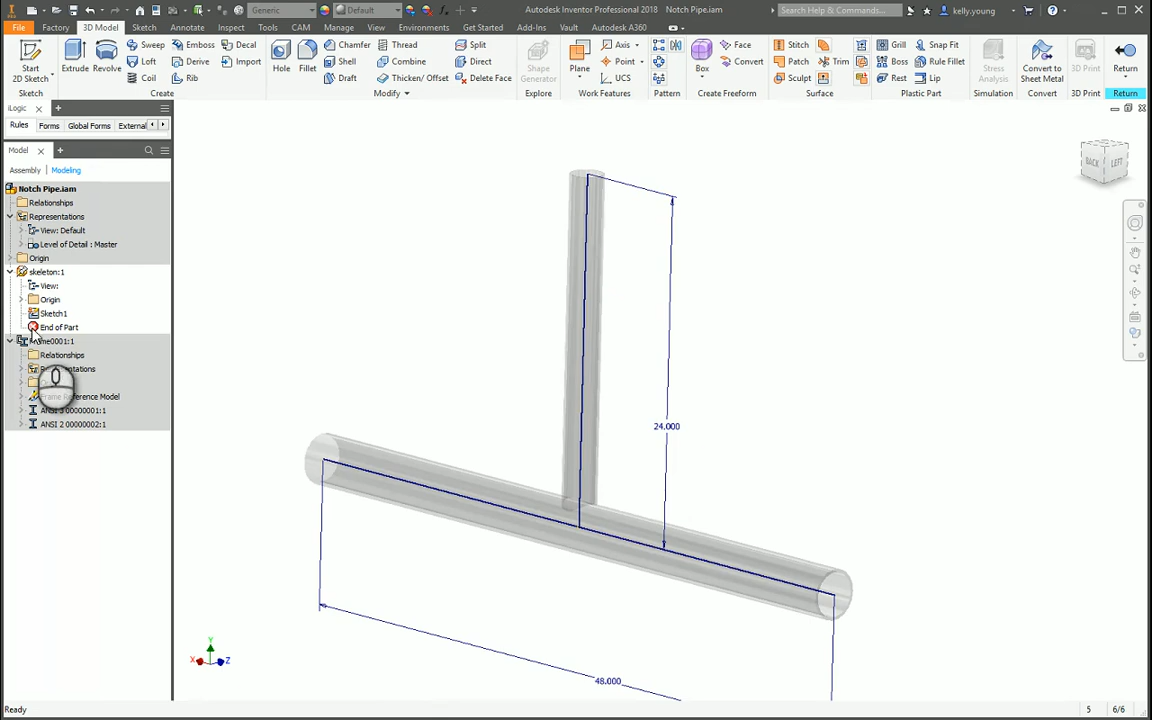 Generic
Default
Autodesk Inventor Professional 2018 Notch Pipe.iam
Search Help & Commands...
kelly.young
File Factory 3D Model Sketch Annotate Inspect Tools CAM Manage View Environments Get Started Add-Ins Vault Autodesk A360
Start
2D Sketch
Sketch
Extrude
Revolve
Sweep
Loft
Coil
Emboss
Derive
Rib
Decal
Import
Create
Hole
Fillet
Chamfer
Shell
Draft
Thread
Combine
Thicken/ Offset
Split
Direct
Delete Face
Modify
Shape
Generator
Explore
Plane
Axis
Point
UCS
Work Features
Pattern
Box
Face
Convert
Create Freeform
Stitch
Patch
Sculpt
Trim
Surface
Grill
Boss
Rest
Snap Fit
Rule Fillet
Lip
Plastic Part
Stress
Analysis
Simulation
Convert to
Sheet Metal
Convert
3D Print
3D Print
Return
Return
iLogic
Rules Forms Global Forms External
Model
Assembly Modeling
Notch Pipe.iam
Relationships
Representations
View: Default
Level of Detail : Master
Origin
skeleton:1
View:
Origin
Sketch1
End of Part
Relationships
Reference Model
00000001:1
ANSI 2 00000002:1
24.000
48.000
BACK
LEFT
X
Y
Z
Ready
5 6/6